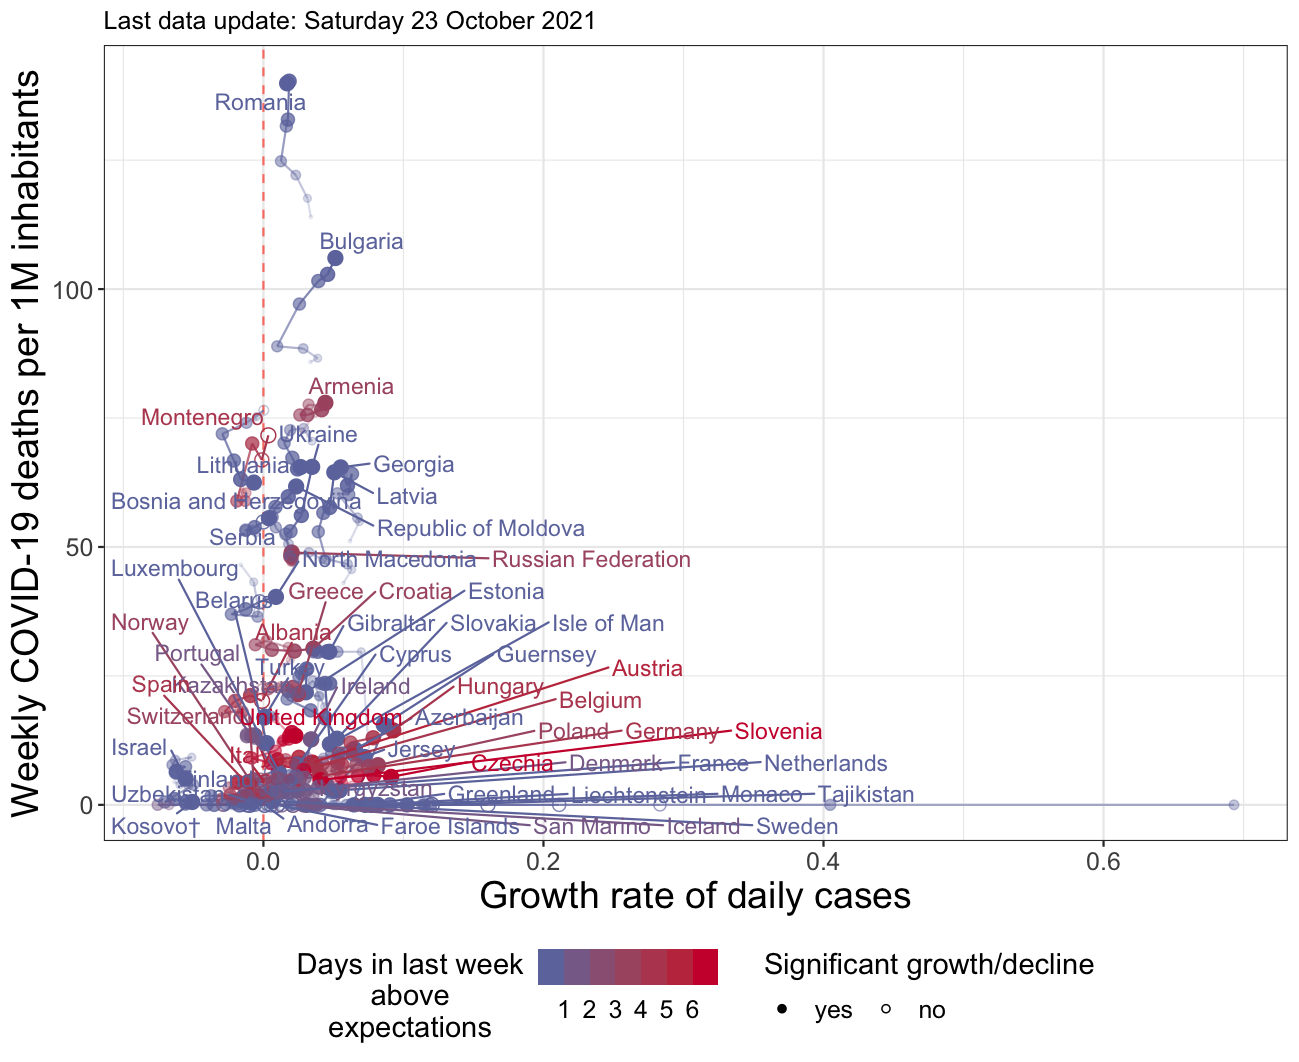 Last data update: Saturday 23 October 2021
Weekly COVID-19 deaths per 1M inhabitants
Romania
Bulgaria
100
Armenia
Montenegro
Ukraine
Lithuania
Georgia
Latvia
Bosnia and Herzegovina
Republic of Moldova
Serbia
50
North Macedonia
Russian Federation
Luxembourg
Belarus
Greece
Croatia
Estonia
Norway
Albania
Gibraltar
Slovakia
Isle of Man
Portugal
Turkey
Cyprus
Guernsey
Austria
Spain
Kazakhstan
Ireland
Hungary
Belgium
Switzerland
United Kingdom
Azerbaijan
Poland
Germany
Slovenia
Israel
Italy
Jersey
Czechia
Denmark
France
Netherlands
Finland
Uzbekistan
Greenland
Liechtenstein
Monaco
Tajikistan
0
Kosovo†
Malta
Andorra
Faroe Islands
San Marino
Iceland
Sweden
0.0
0.2
0.4
0.6
Growth rate of daily cases
Days in last week
above
expectations
1 2 3 4 5 6
Significant growth/decline
yes
no